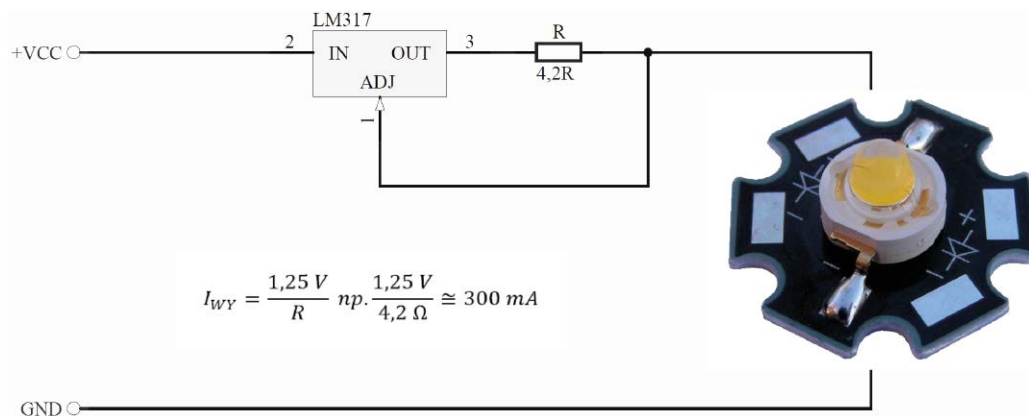 LM317
+VCC
2
IN
OUT
3
R
4,2R
ADJ
1
I_WY = 1,25 V / R np. 1,25 V / 4,2 Ω ≅ 300 mA
GND